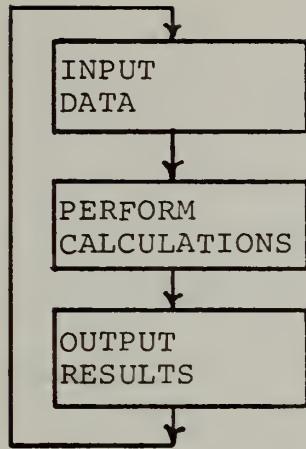 INPUT
DATA
PERFORM
CALCULATIONS
OUTPUT
RESULTS